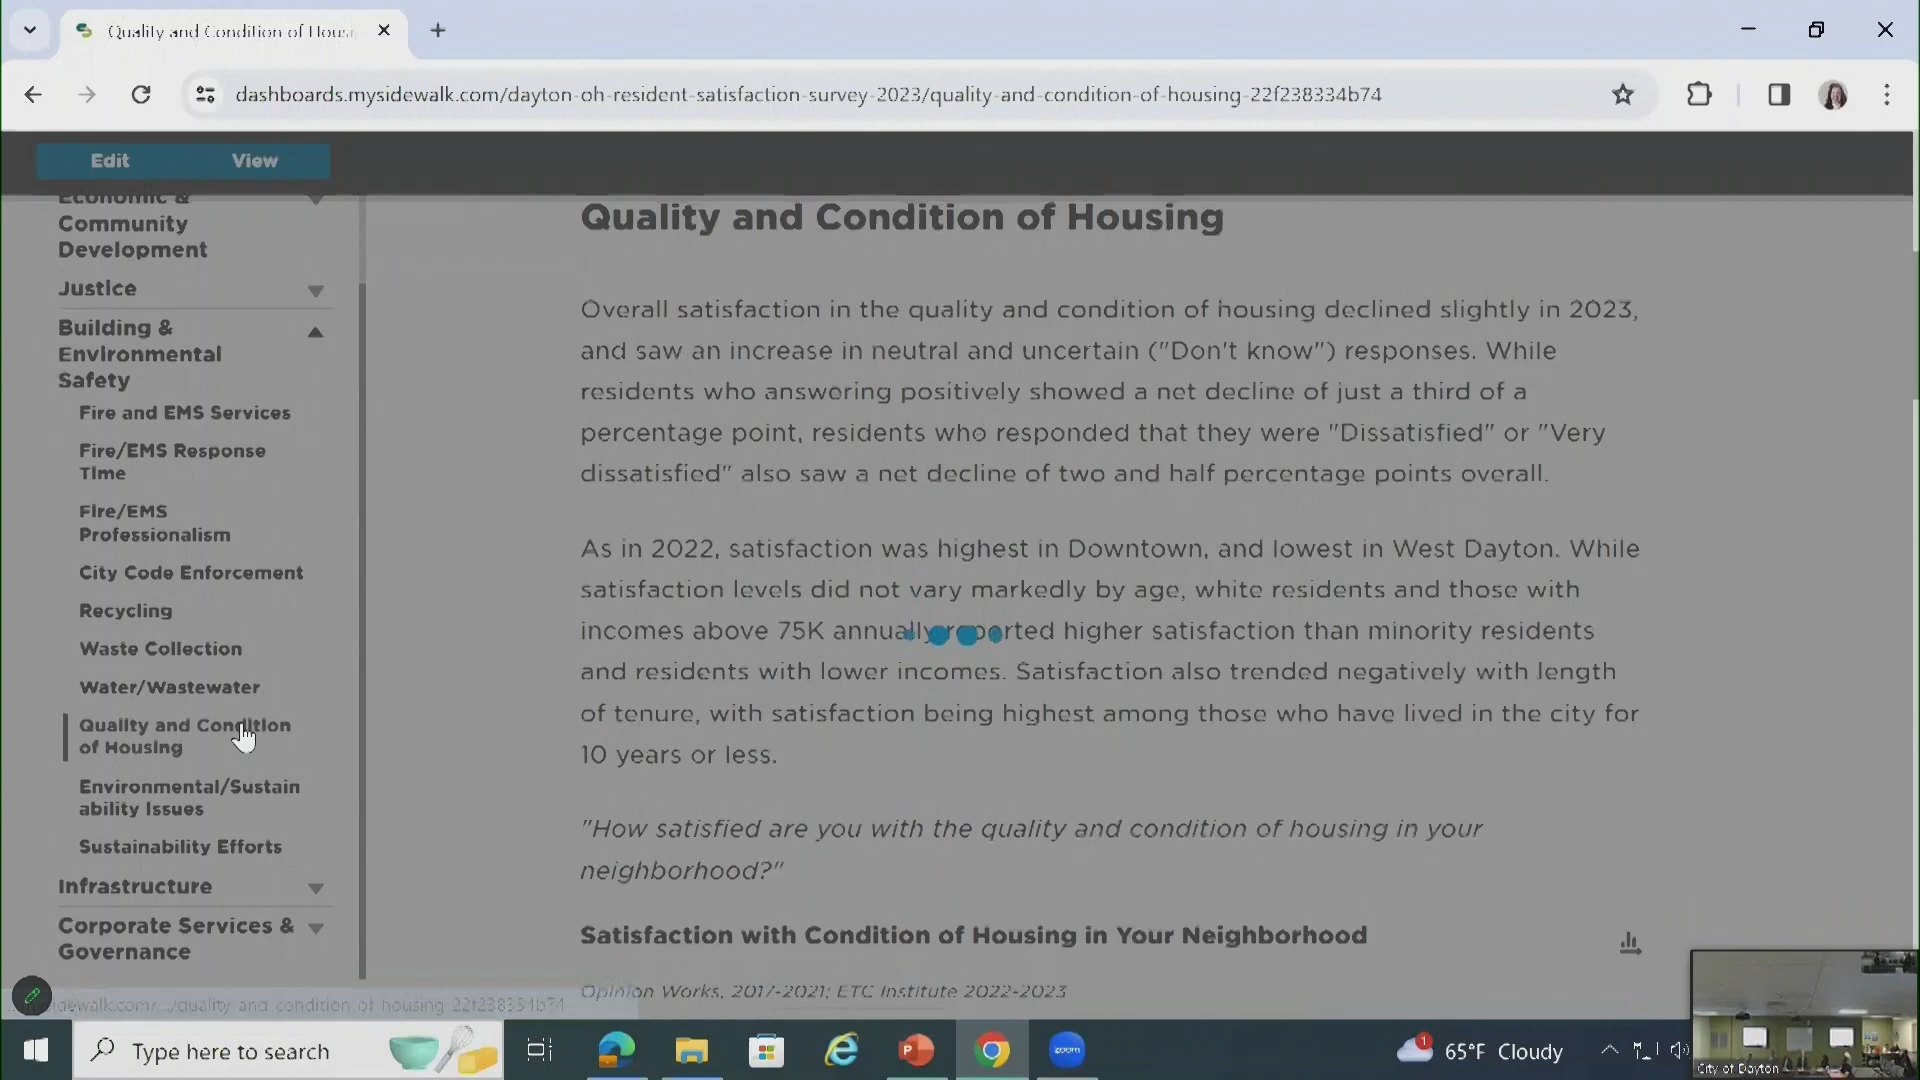 Quality and Condition of Housi
dashboards.mysidewalk.com/dayton-oh-resident-satisfaction-survey-2023/quality-and-condition-of-housing-22f238334b74
Edit
View
Economic &
Community
Development
Justice
Building &
Environmental
Safety
Fire and EMS Services
Fire/EMS Response
Time
Fire/EMS
Professionalism
City Code Enforcement
Recycling
Waste Collection
Water/Wastewater
Quality and Condition
of Housing
Environmental/Sustain
ability Issues
Sustainability Efforts
Infrastructure
Corporate Services &
Governance
Quality and Condition of Housing
Overall satisfaction in the quality and condition of housing declined slightly in 2023,
and saw an increase in neutral and uncertain ("Don't know") responses. While
residents who answering positively showed a net decline of just a third of a
percentage point, residents who responded that they were "Dissatisfied" or "Very
dissatisfied" also saw a net decline of two and half percentage points overall.
As in 2022, satisfaction was highest in Downtown, and lowest in West Dayton. While
satisfaction levels did not vary markedly by age, white residents and those with
incomes above 75K annually reported higher satisfaction than minority residents
and residents with lower incomes. Satisfaction also trended negatively with length
of tenure, with satisfaction being highest among those who have lived in the city for
10 years or less.
"How satisfied are you with the quality and condition of housing in your
neighborhood?"
Satisfaction with Condition of Housing in Your Neighborhood
Opinion Works, 2017-2021; ETC Institute 2022-2023
sidewalk.com/.../quality-and-condition-of-housing-22f238334b74
Type here to search
zoom
1
65°F Cloudy
City of Dayton